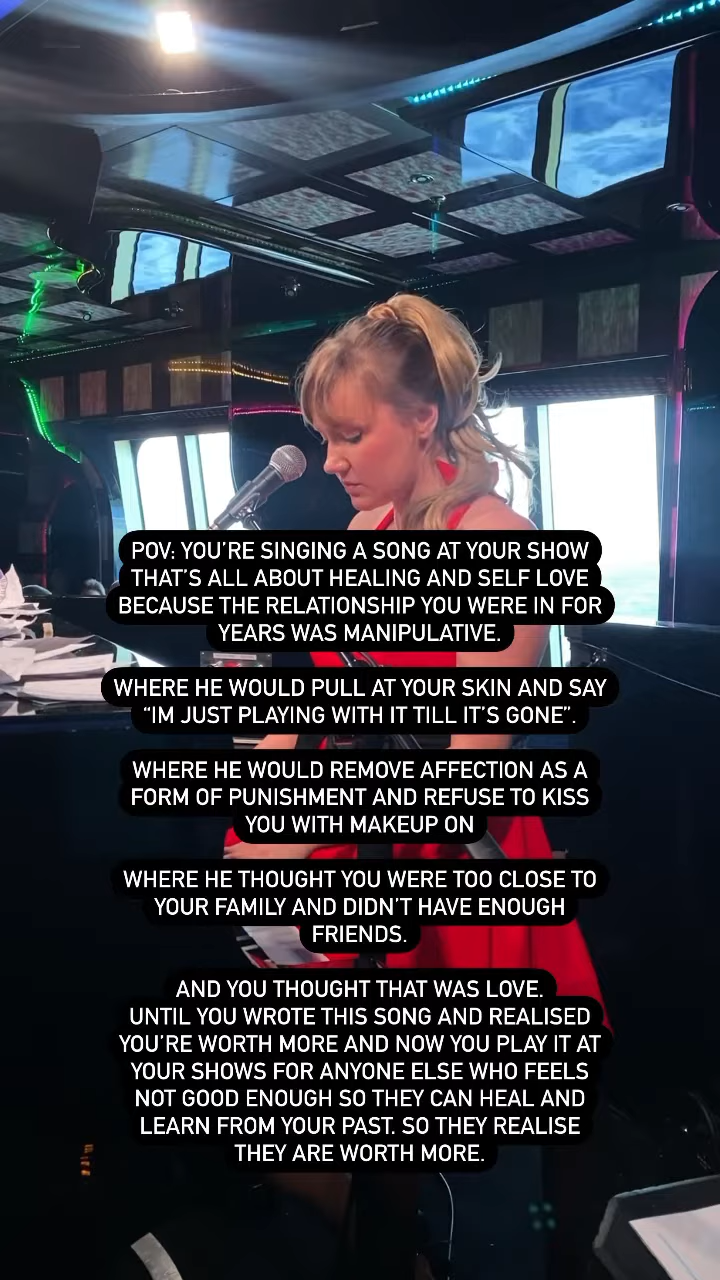 POV: YOU'RE SINGING A SONG AT YOUR SHOW
THAT'S ALL ABOUT HEALING AND SELF LOVE
BECAUSE THE RELATIONSHIP YOU WERE IN FOR
YEARS WAS MANIPULATIVE.
WHERE HE WOULD PULL AT YOUR SKIN AND SAY
"IM JUST PLAYING WITH IT TILL IT'S GONE".
WHERE HE WOULD REMOVE AFFECTION AS A
FORM OF PUNISHMENT AND REFUSE TO KISS
YOU WITH MAKEUP ON
WHERE HE THOUGHT YOU WERE TOO CLOSE TO
YOUR FAMILY AND DIDN'T HAVE ENOUGH
FRIENDS.
AND YOU THOUGHT THAT WAS LOVE.
UNTIL YOU WROTE THIS SONG AND REALISED
YOU'RE WORTH MORE AND NOW YOU PLAY IT AT
YOUR SHOWS FOR ANYONE ELSE WHO FEELS
NOT GOOD ENOUGH SO THEY CAN HEAL AND
LEARN FROM YOUR PAST. SO THEY REALISE
THEY ARE WORTH MORE.